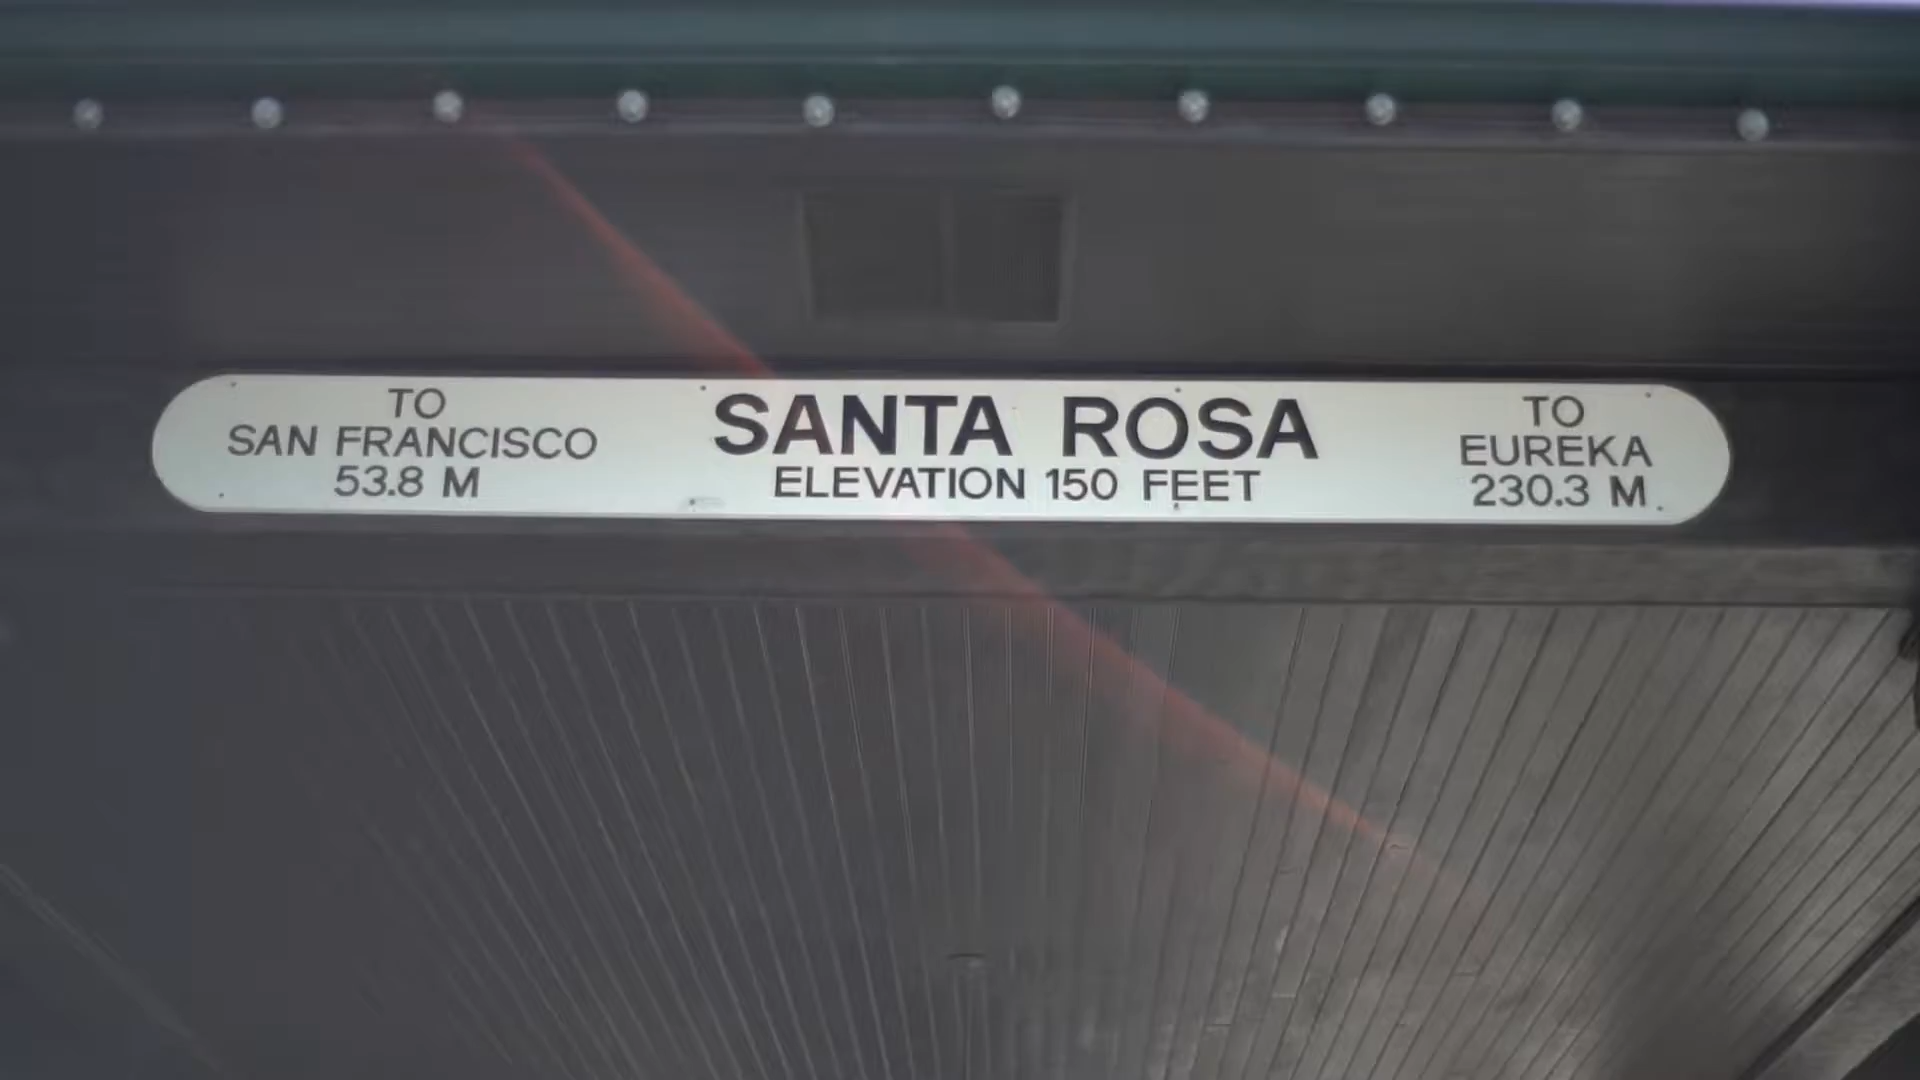 TO
SAN FRANCISCO
53.8 M
SANTA ROSA
ELEVATION 150 FEET
TO
EUREKA
230.3 M